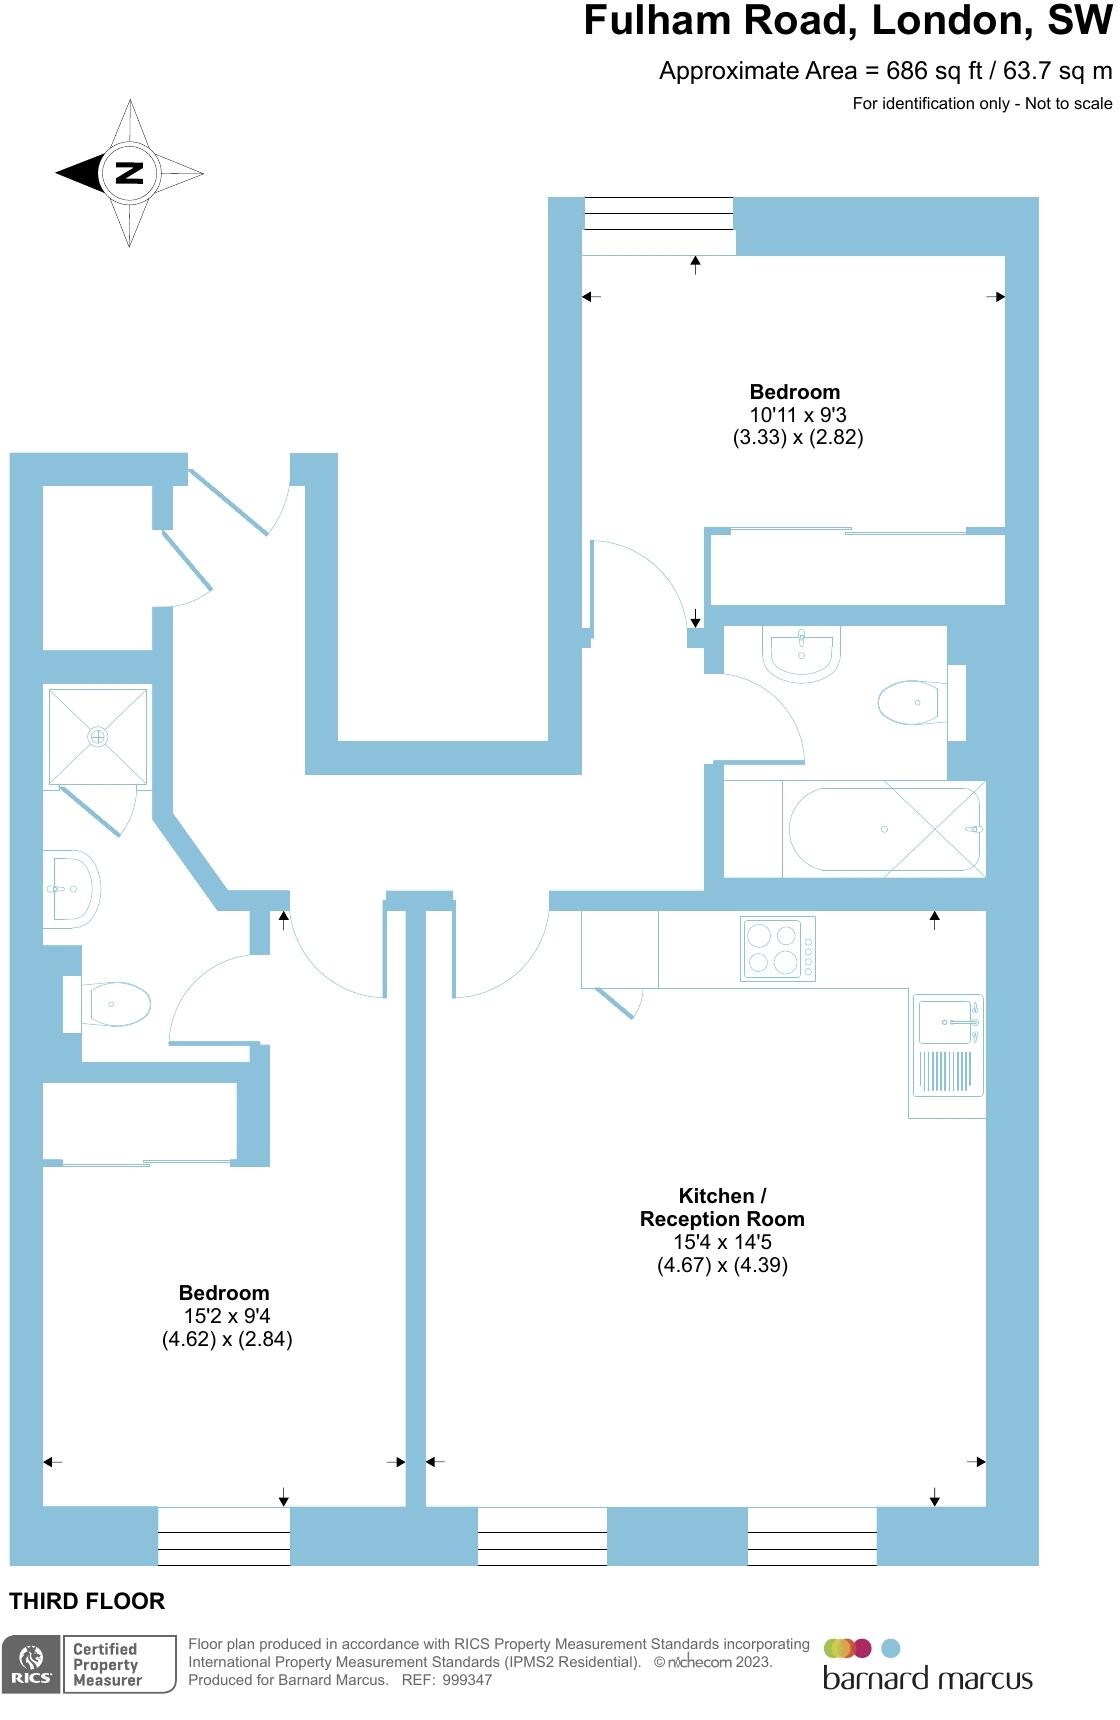 Fulham Road, London, SW
Approximate Area = 686 sq ft / 63.7 sq m
For identification only - Not to scale
N
Bedroom
10'11 x 9'3
(3.33) x (2.82)
Kitchen /
Reception Room
15'4 x 14'5
(4.67) x (4.39)
Bedroom
15'2 x 9'4
(4.62) x (2.84)
THIRD FLOOR
RICS
Certified
Property
Measurer
Floor plan produced in accordance with RICS Property Measurement Standards incorporating
International Property Measurement Standards (IPMS2 Residential). © nichecom 2023.
Produced for Barnard Marcus. REF: 999347
barnard marcus